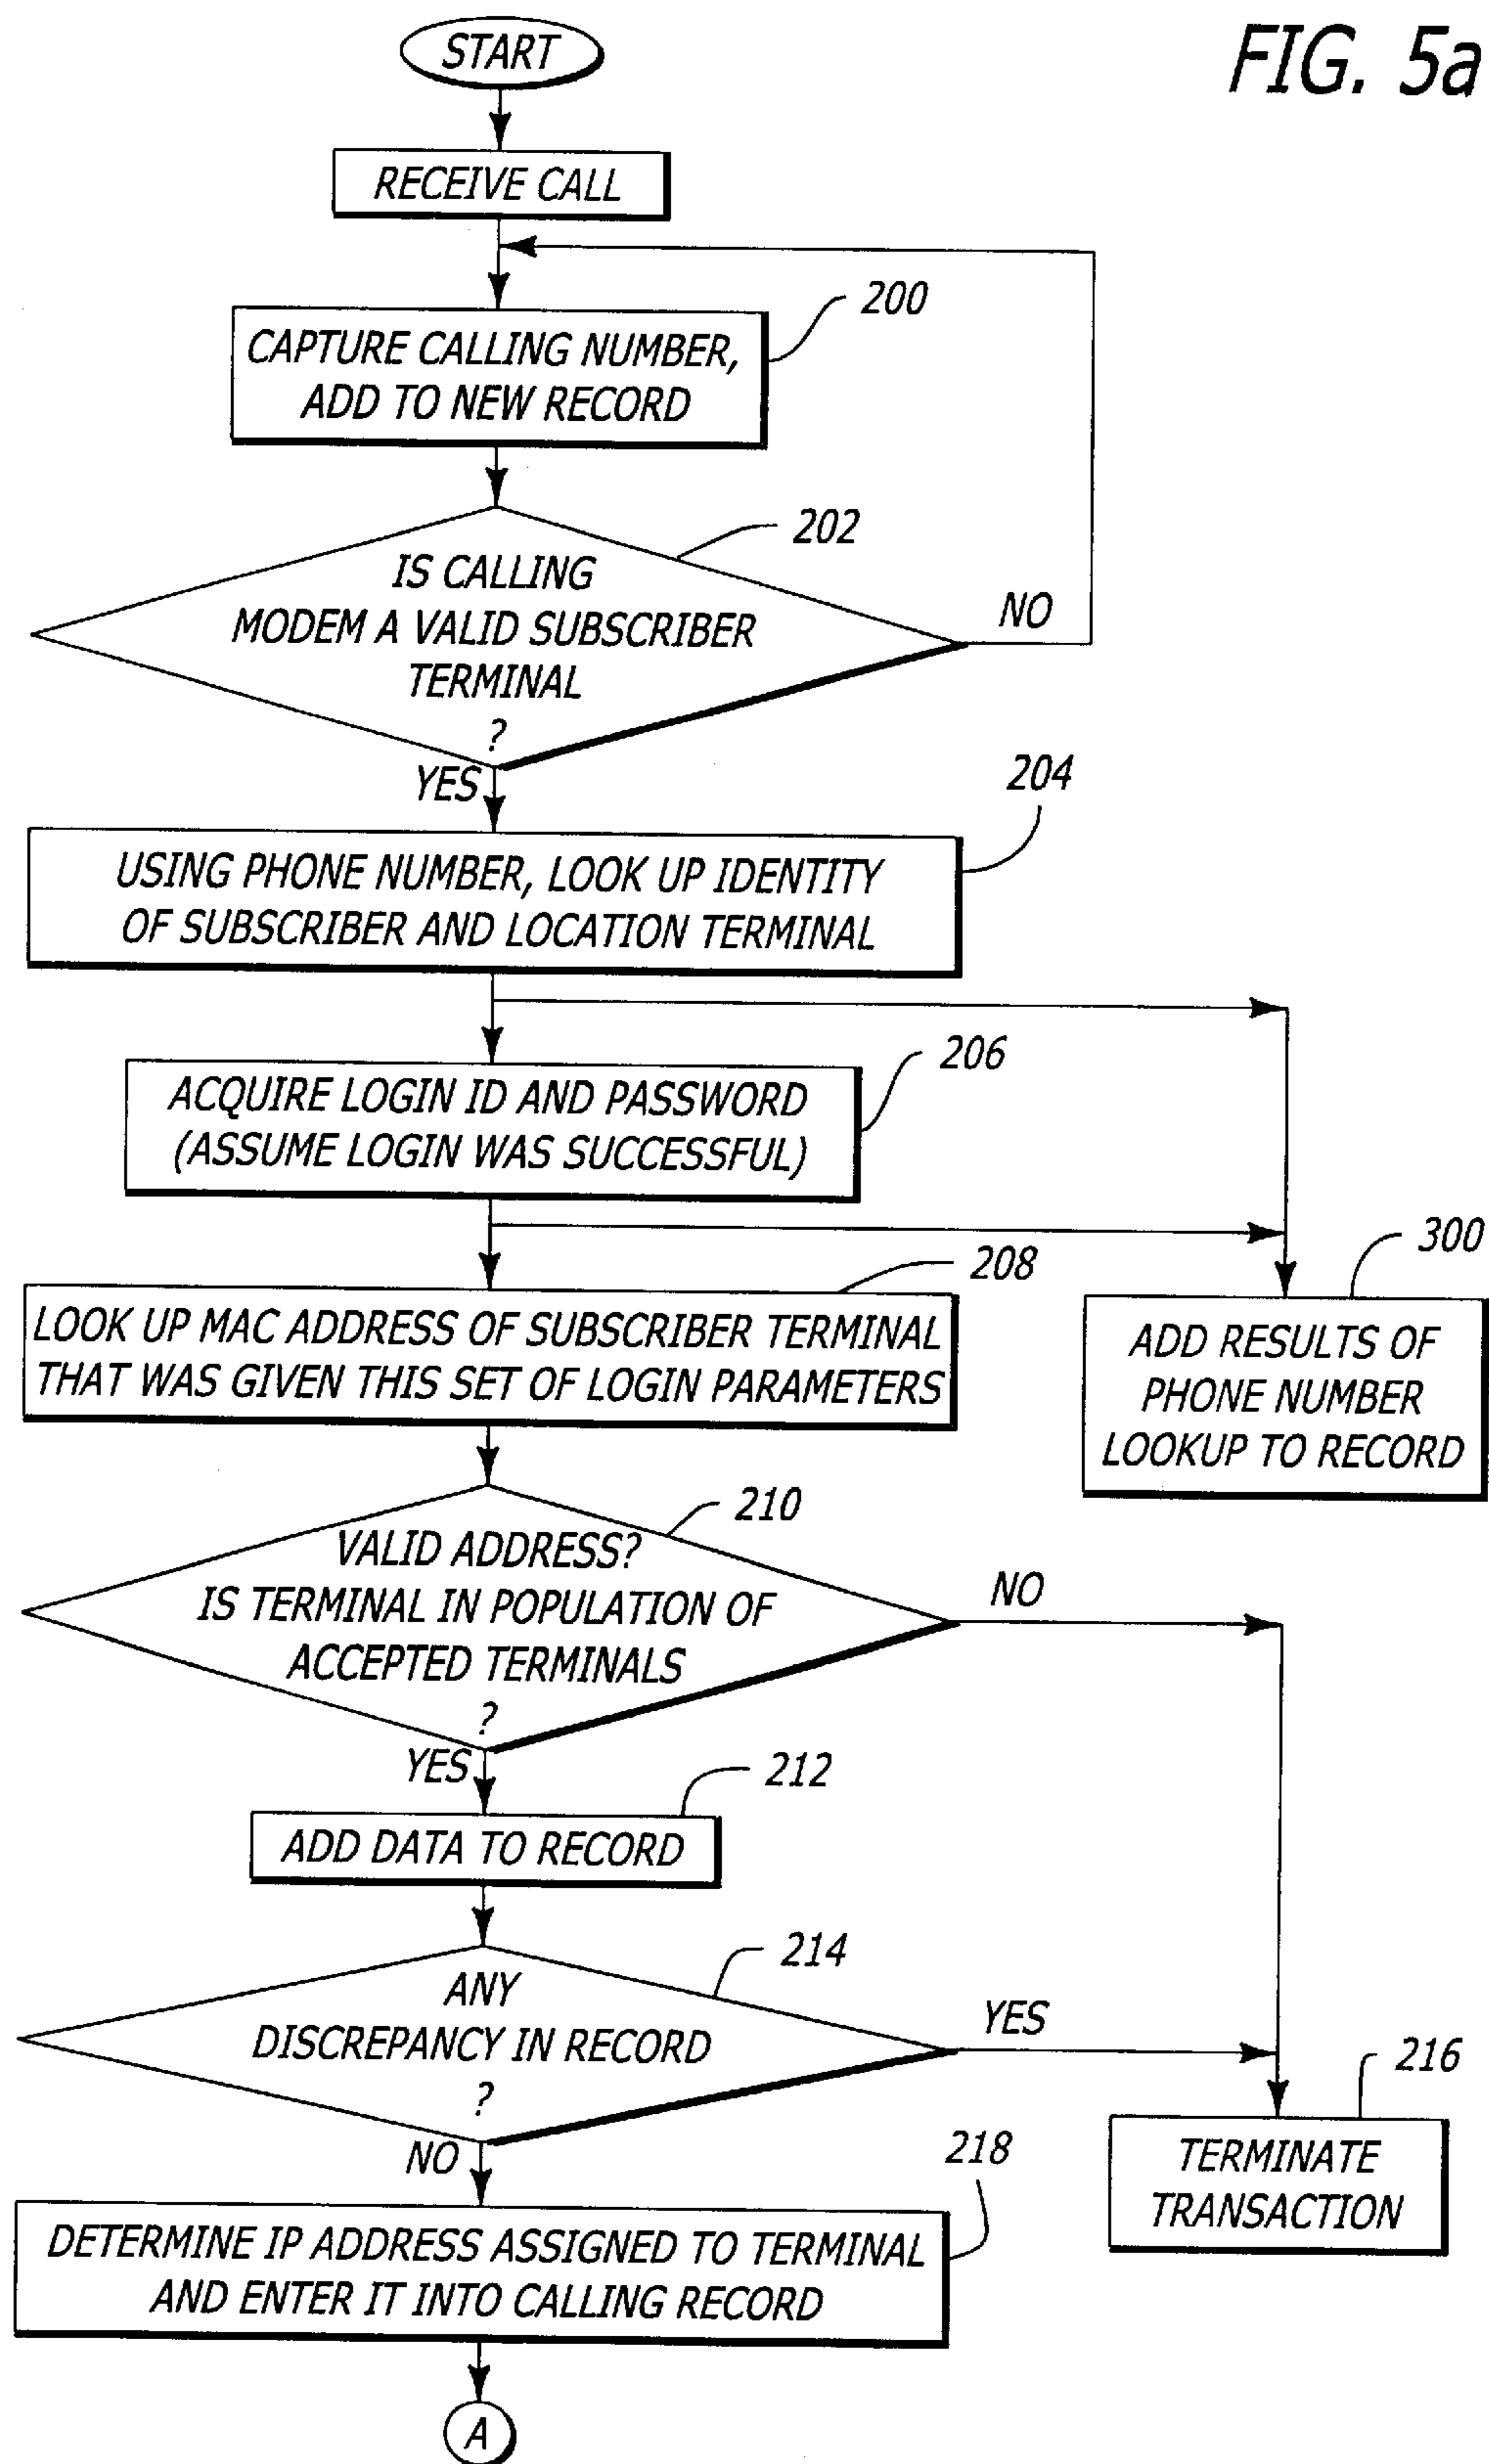 FIG. 5a
START
RECEIVE CALL
200
CAPTURE CALLING NUMBER,
ADD TO NEW RECORD
202
IS CALLING
MODEM A VALID SUBSCRIBER
TERMINAL
?
NO
YES
204
USING PHONE NUMBER, LOOK UP IDENTITY
OF SUBSCRIBER AND LOCATION TERMINAL
206
ACQUIRE LOGIN ID AND PASSWORD
(ASSUME LOGIN WAS SUCCESSFUL)
208
LOOK UP MAC ADDRESS OF SUBSCRIBER TERMINAL
THAT WAS GIVEN THIS SET OF LOGIN PARAMETERS
300
ADD RESULTS OF
PHONE NUMBER
LOOKUP TO RECORD
210
VALID ADDRESS?
IS TERMINAL IN POPULATION OF
ACCEPTED TERMINALS
?
NO
YES
212
ADD DATA TO RECORD
214
ANY
DISCREPANCY IN RECORD
?
YES
NO
216
TERMINATE
TRANSACTION
218
DETERMINE IP ADDRESS ASSIGNED TO TERMINAL
AND ENTER IT INTO CALLING RECORD
A